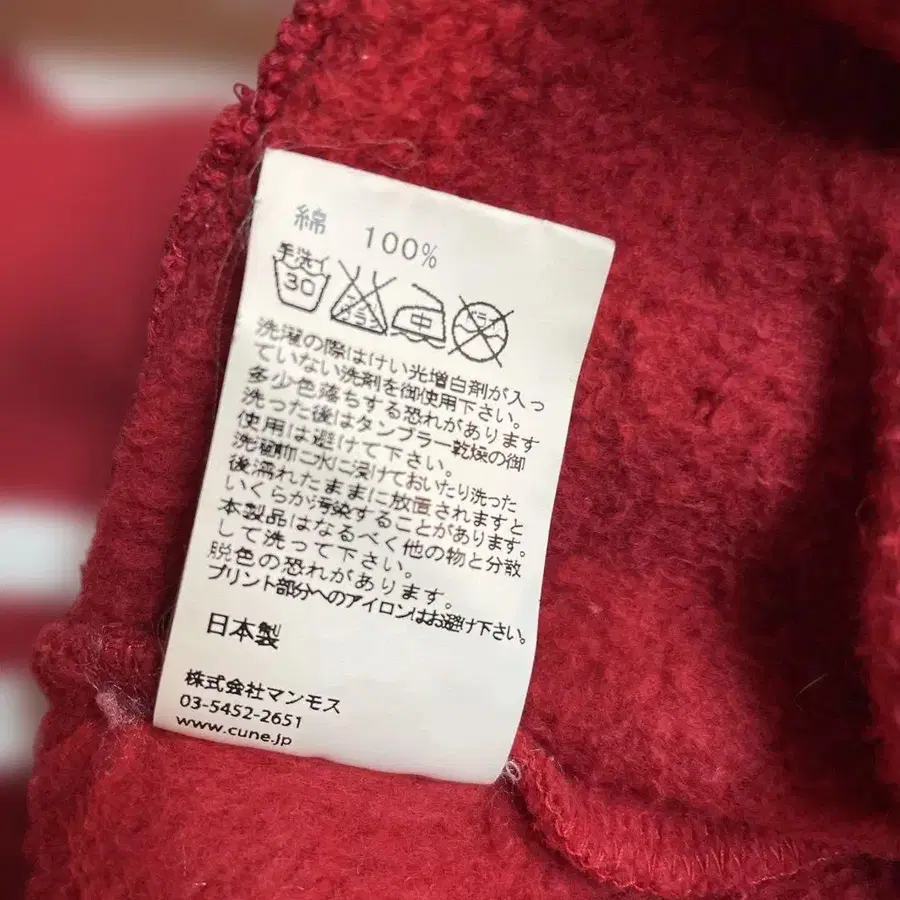 綿 100%
手洗イ
30
エンソ
サラシ
中
ドライ
洗濯の際はけい光増白剤が入っ
ていない洗剤を御使用下さい。
多少色落ちする恐れがあります
洗った後はタンブラー乾燥の御
使用は避けて下さい。
洗濯前に水に浸けておいたり洗った
後濡れたままに放置されますと
いくらか汚染することがあります。
本製品はなるべく他の物と分散
して洗って下さい。
脱色の恐れがあります。
プリント部分へのアイロンはお避け下さい。
日本製
株式会社マンモス
03-5452-2651
www.cune.jp